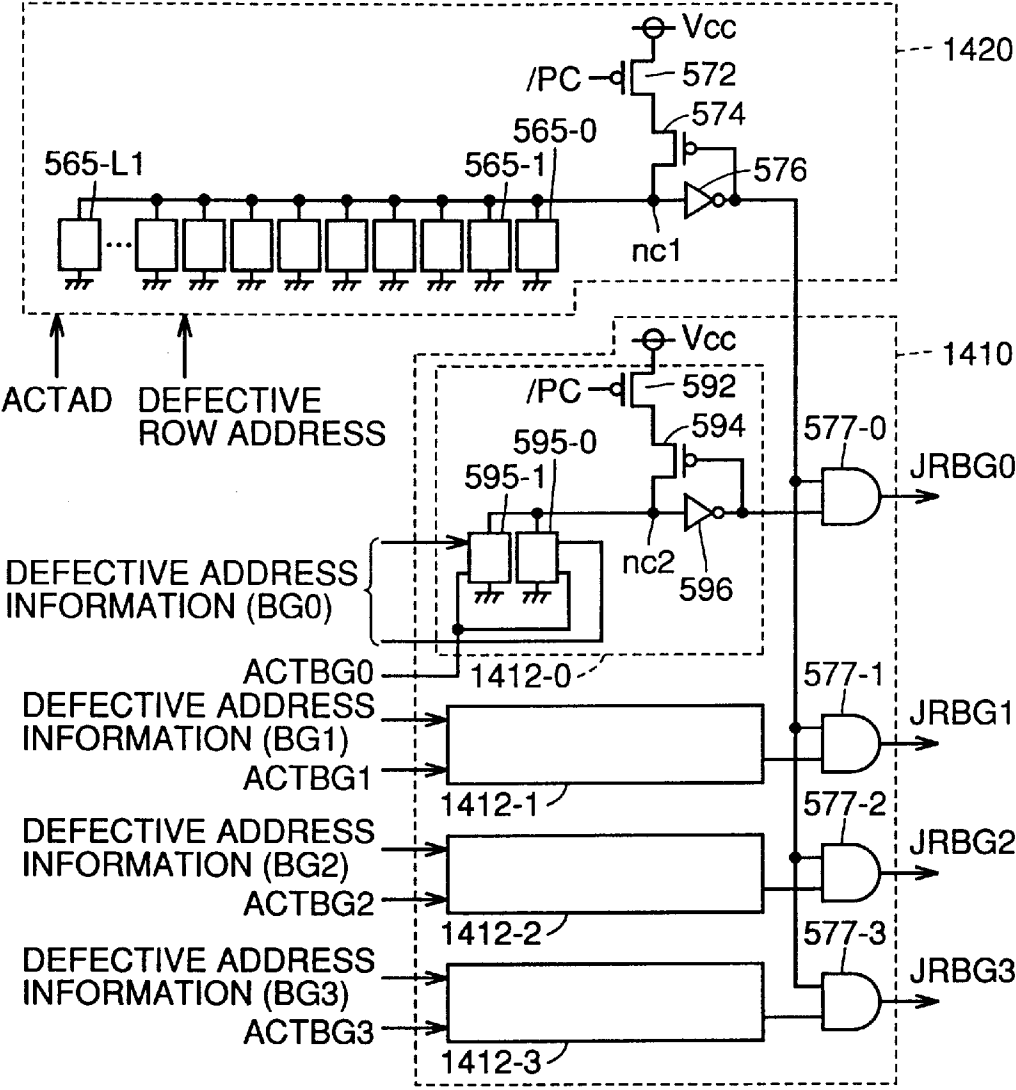 Vcc
1420
/PC
572
574
565-0
565-L1
565-1
576
nc1
Vcc
1410
ACTAD
DEFECTIVE
ROW ADDRESS
/PC
592
594
577-0
595-0
JRBG0
595-1
nc2
596
DEFECTIVE ADDRESS
INFORMATION (BG0)
ACTBG0
1412-0
577-1
DEFECTIVE ADDRESS
INFORMATION (BG1)
JRBG1
ACTBG1
1412-1
577-2
DEFECTIVE ADDRESS
INFORMATION (BG2)
JRBG2
ACTBG2
1412-2
577-3
DEFECTIVE ADDRESS
INFORMATION (BG3)
JRBG3
ACTBG3
1412-3